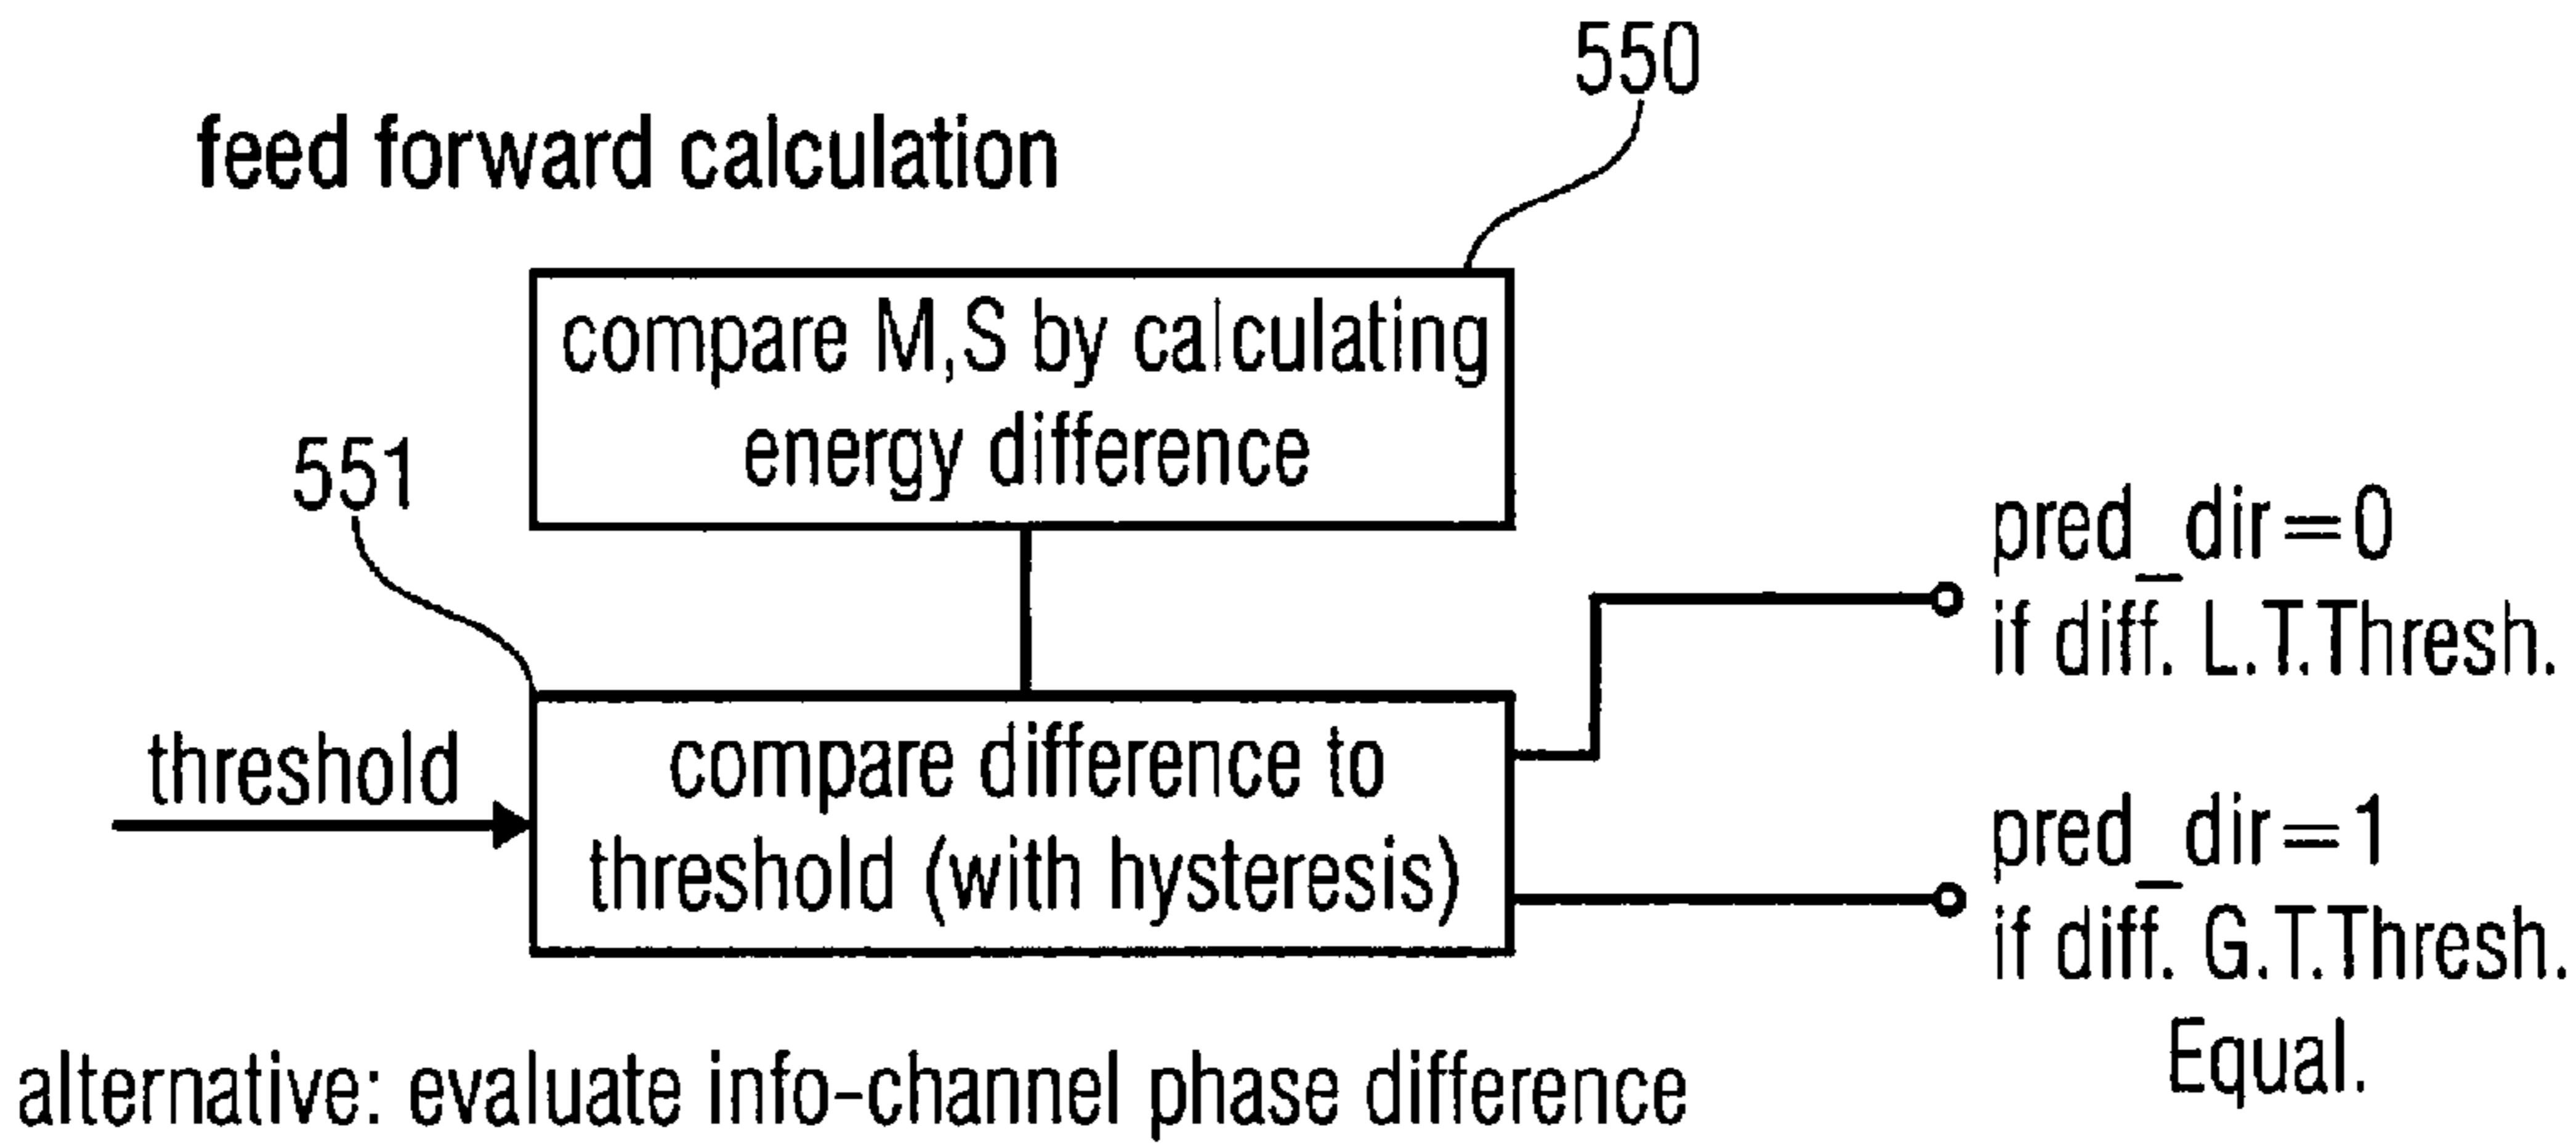 550
feed forward calculation
compare M,S by calculating
energy difference
551
pred_dir=0
if diff. L.T.Thresh.
threshold
compare difference to
threshold (with hysteresis)
pred_dir=1
if diff. G.T.Thresh.
Equal.
alternative: evaluate info-channel phase difference